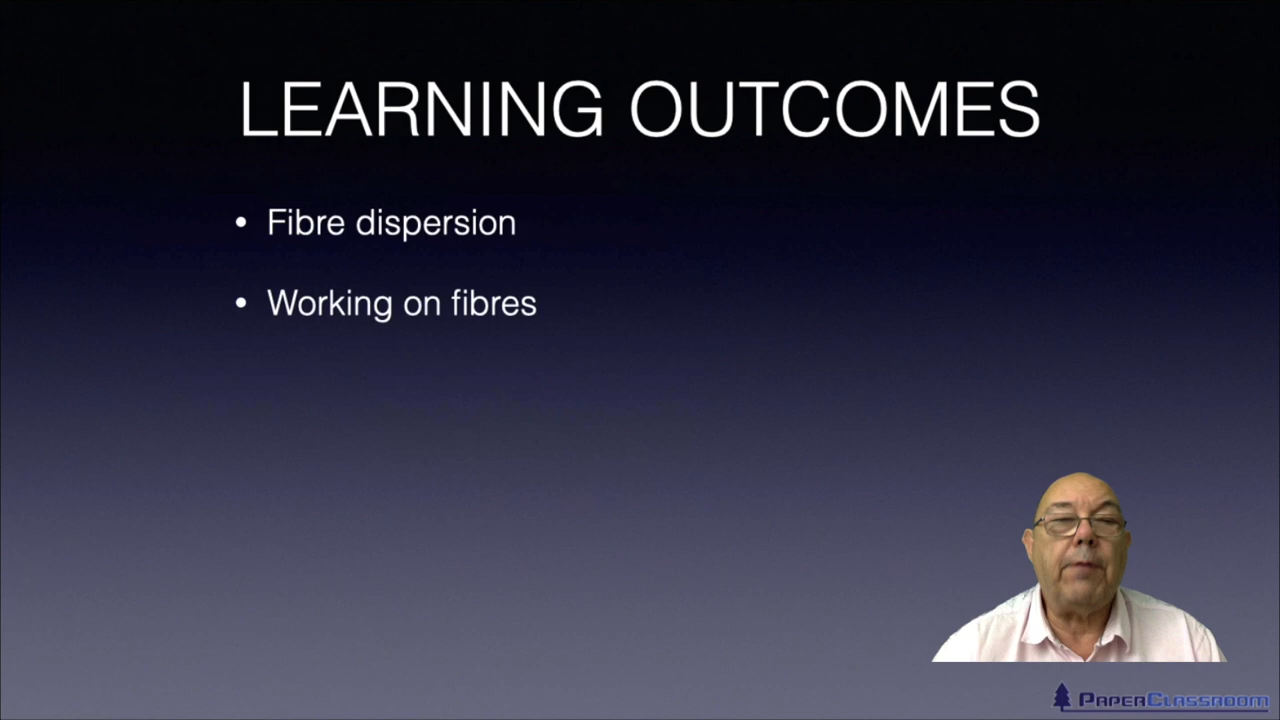 LEARNING OUTCOMES
• Fibre dispersion
• Working on fibres
PAPERCLASSROOM